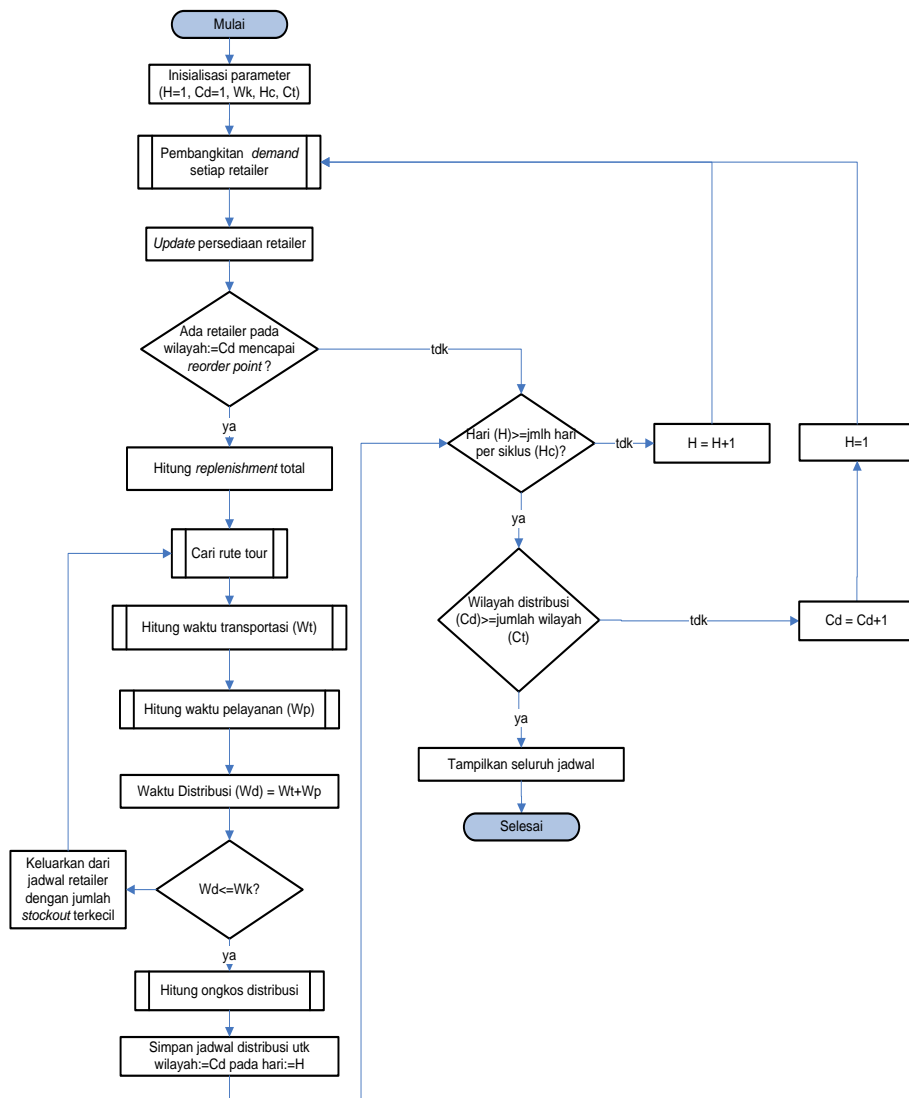 Mulai
Inisialisasi parameter
(H=1, Cd=1, Wk, Hc, Ct)
Pembangkitan demand
setiap retailer
Update persediaan retailer
Ada retailer pada
wilayah:=Cd mencapai
reorder point ?
tdk
ya
Hitung replenishment total
Cari rute tour
Hitung waktu transportasi (Wt)
Hitung waktu pelayanan (Wp)
Waktu Distribusi (Wd) = Wt+Wp
Keluarkan dari
jadwal retailer
dengan jumlah
stockout terkecil
Wd<=Wk?
ya
Hitung ongkos distribusi
Simpan jadwal distribusi utk
wilayah:=Cd pada hari:=H
Hari (H)>=jmlh hari
per siklus (Hc)?
tdk
H = H+1
H=1
ya
Wilayah distribusi
(Cd)>=jumlah wilayah
(Ct)
tdk
Cd = Cd+1
ya
Tampilkan seluruh jadwal
Selesai